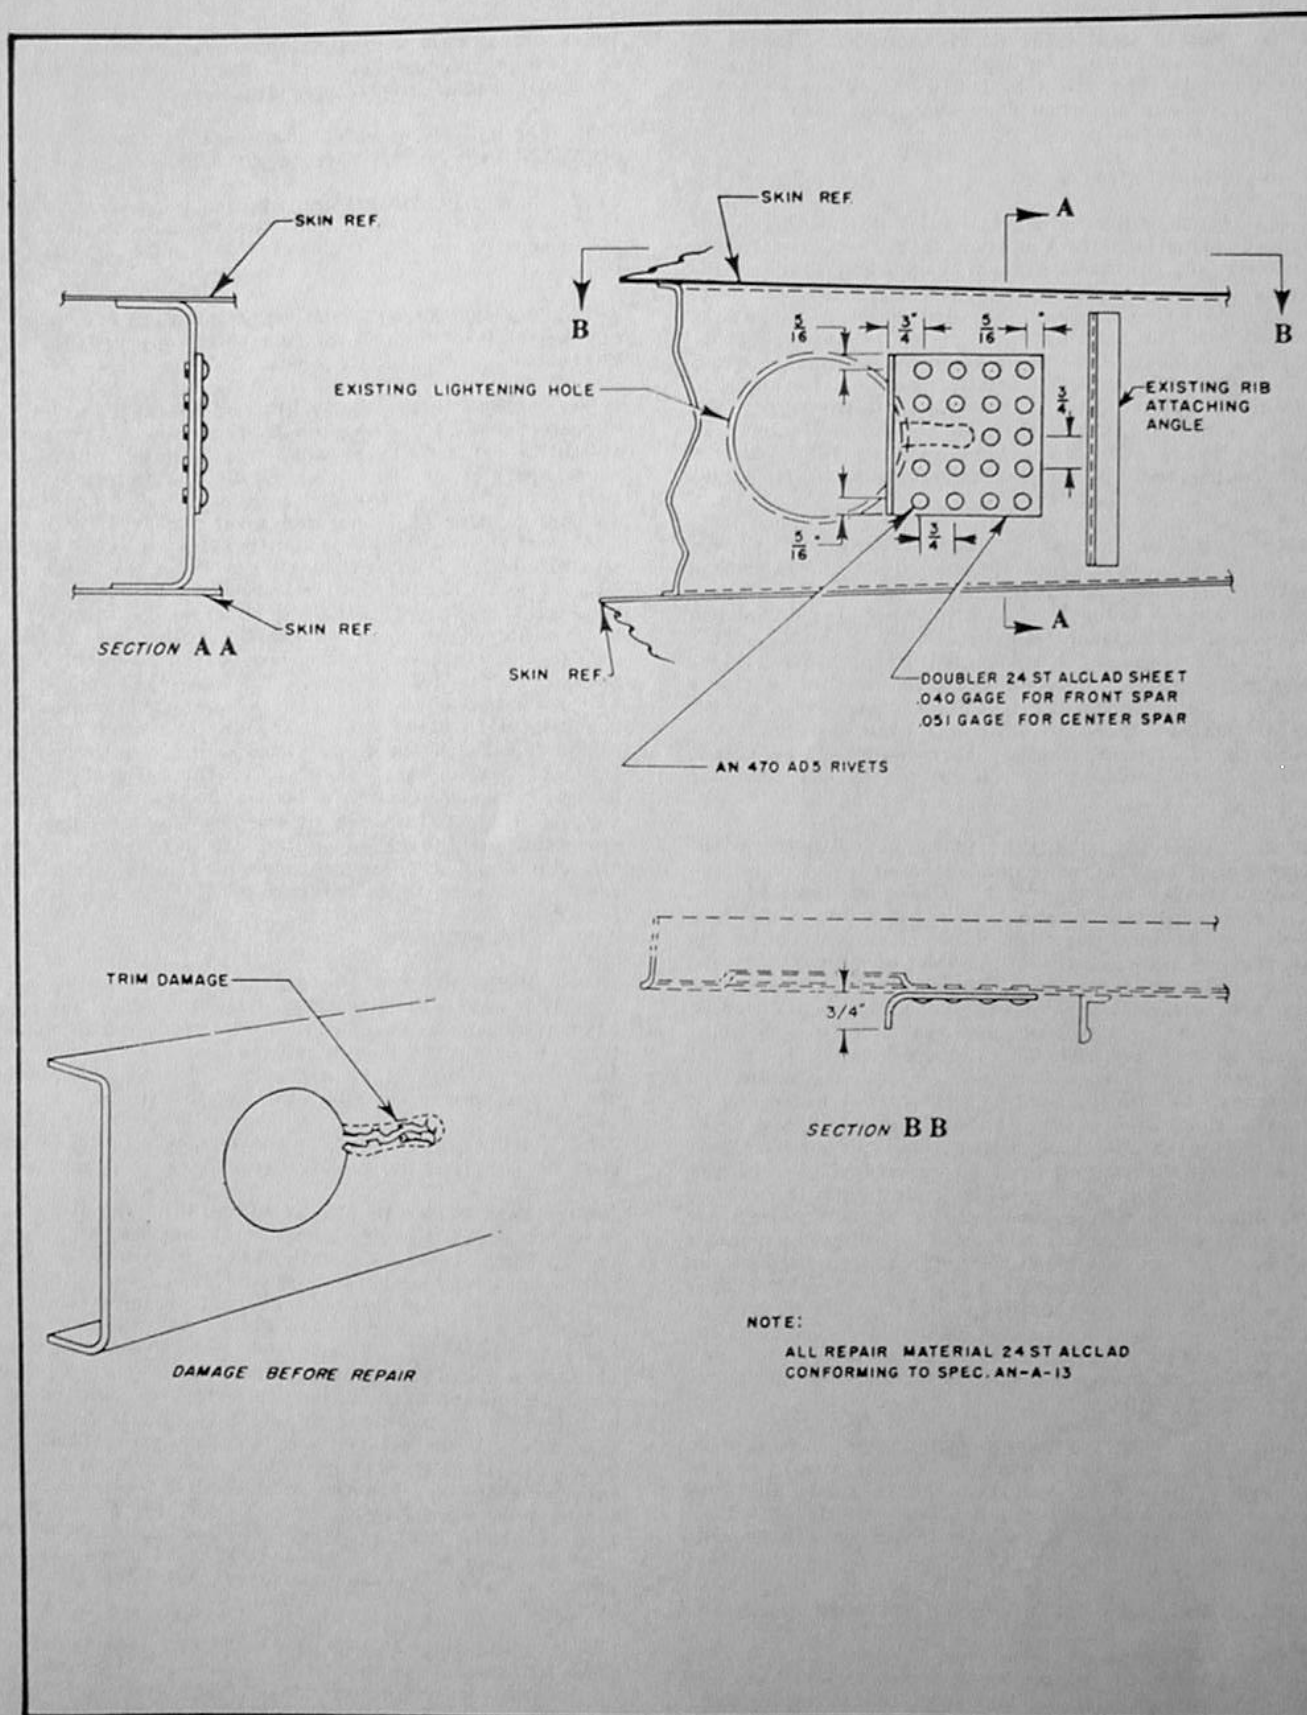 SKIN REF.
SKIN REF.
SECTION A A
SKIN REF.
A
B
B
5/16
3/4"
5/16"
EXISTING LIGHTENING HOLE
3/4
EXISTING RIB
ATTACHING
ANGLE
5/16"
3/4
A
SKIN REF.
DOUBLER 24 ST ALCLAD SHEET
.040 GAGE FOR FRONT SPAR
.051 GAGE FOR CENTER SPAR
AN 470 AD5 RIVETS
TRIM DAMAGE
DAMAGE BEFORE REPAIR
3/4"
SECTION B B
NOTE:
ALL REPAIR MATERIAL 24 ST ALCLAD
CONFORMING TO SPEC. AN-A-13